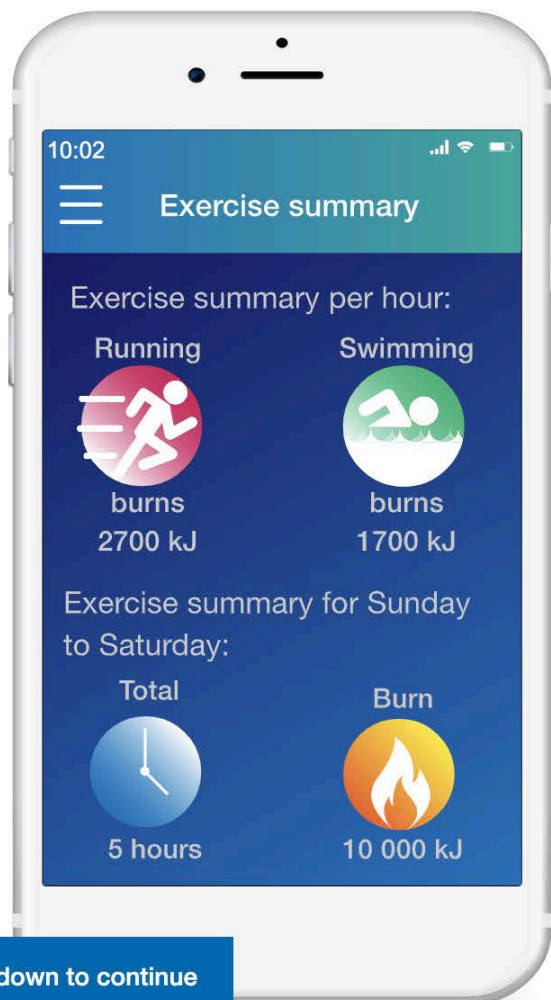 10:02
Exercise summary
Exercise summary per hour:
Running Swimming
burns burns
2700 kJ 1700 kJ
Exercise summary for Sunday
to Saturday:
Total Burn
5 hours 10 000 kJ
down to continue